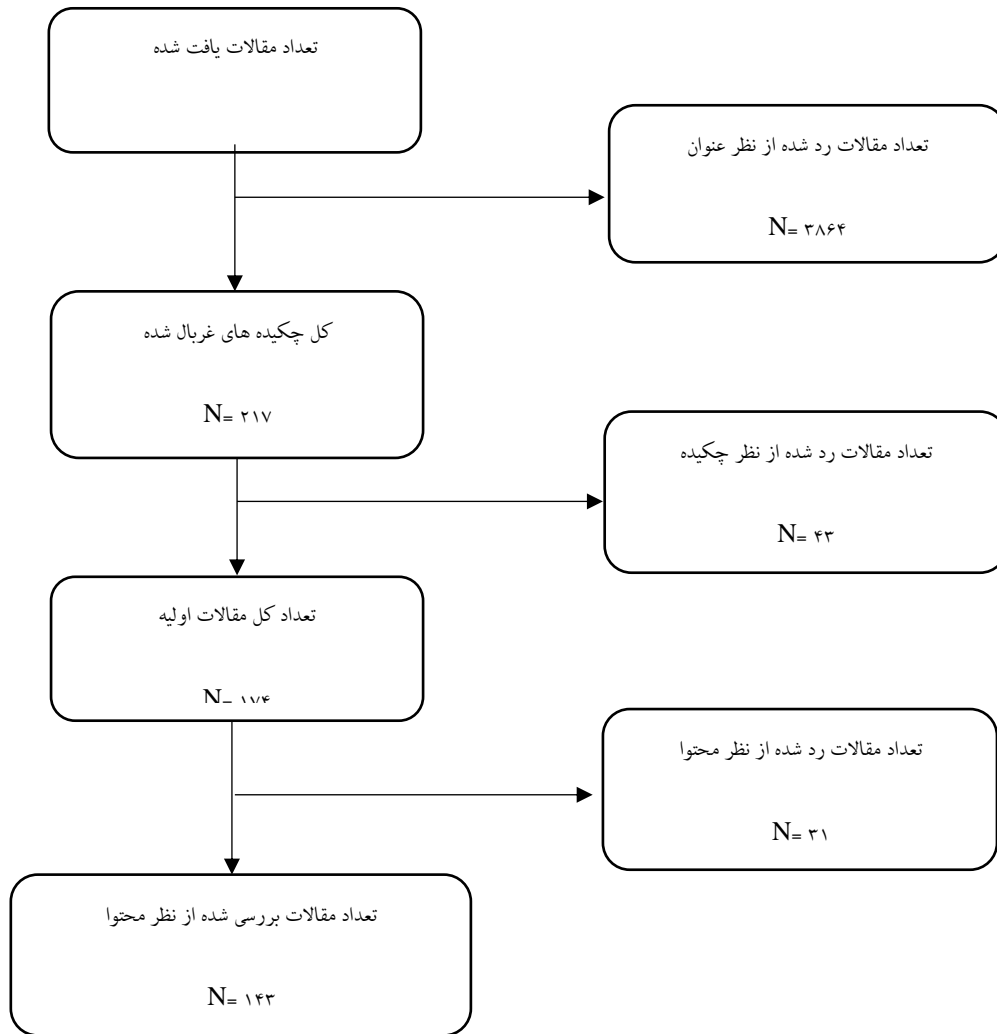 تعداد مقالات یافت شده
تعداد مقالات رد شده از نظر عنوان
N= ۳۸۶۴
کل چکیده های غربال شده
N= ۲۱۷
تعداد مقالات رد شده از نظر چکیده
N= ۴۳
تعداد کل مقالات اولیه
N= ۱۷۴
تعداد مقالات رد شده از نظر محتوا
N= ۳۱
تعداد مقالات بررسی شده از نظر محتوا
N= ۱۴۳